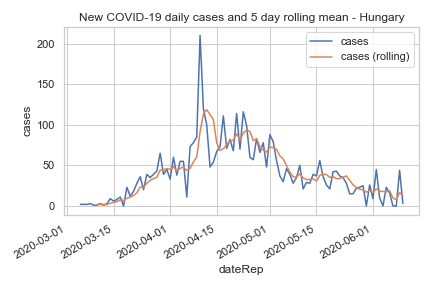 New COVID-19 daily cases and 5 day rolling mean - Hungary
cases
cases (rolling)
200
150
100
50
0
cases
2020-03-01
2020-03-15
2020-04-01
2020-04-15
2020-05-01
2020-05-15
2020-06-01
dateRep